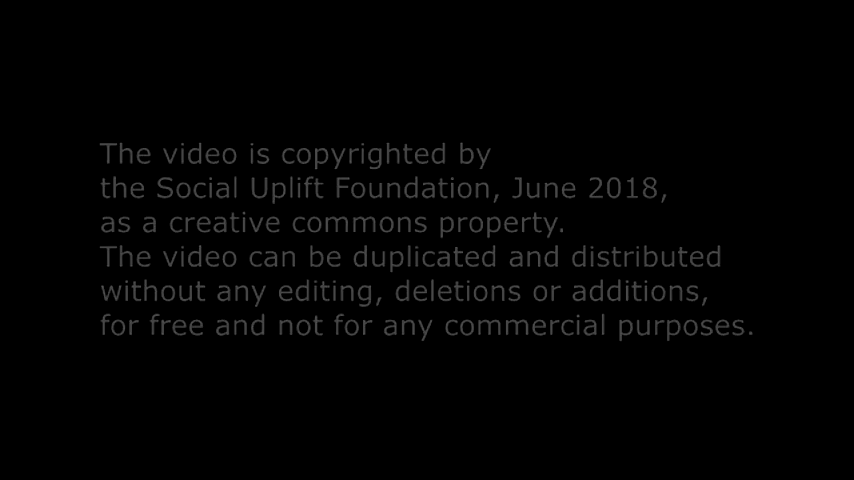 The video is copyrighted by
the Social Uplift Foundation, June 2018,
as a creative commons property.
The video can be duplicated and distributed
without any editing, deletions or additions,
for free and not for any commercial purposes.